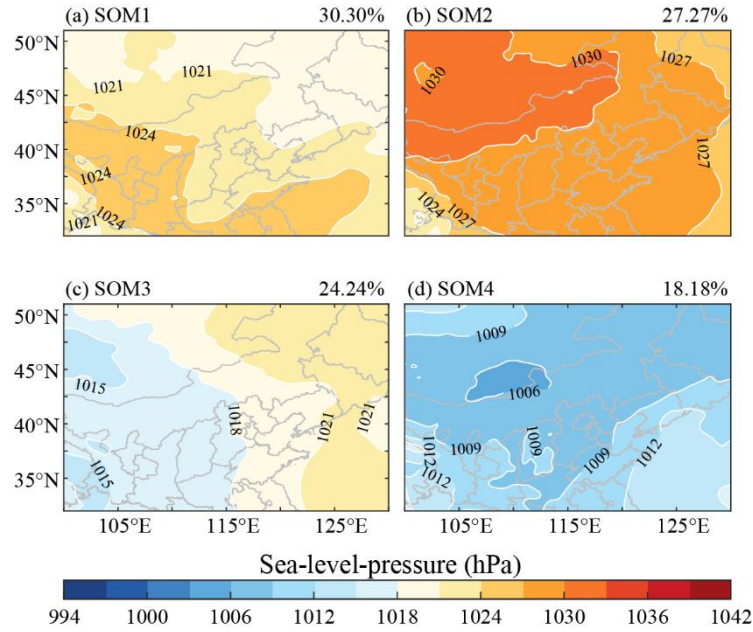 (a) SOM1 30.30% (b) SOM2 27.27%
50°N
45°N
40°N
35°N
1021 1021
1024
1024
1024
1021
1030 1030 1027
1027
1024
1027
(c) SOM3 24.24% (d) SOM4 18.18%
50°N
45°N
40°N
35°N
1015
1018 1021 1021
1015
1009
1006
1009 1009 1009
1012
1012
1012
105°E 115°E 125°E 105°E 115°E 125°E
Sea-level-pressure (hPa)
994 1000 1006 1012 1018 1024 1030 1036 1042